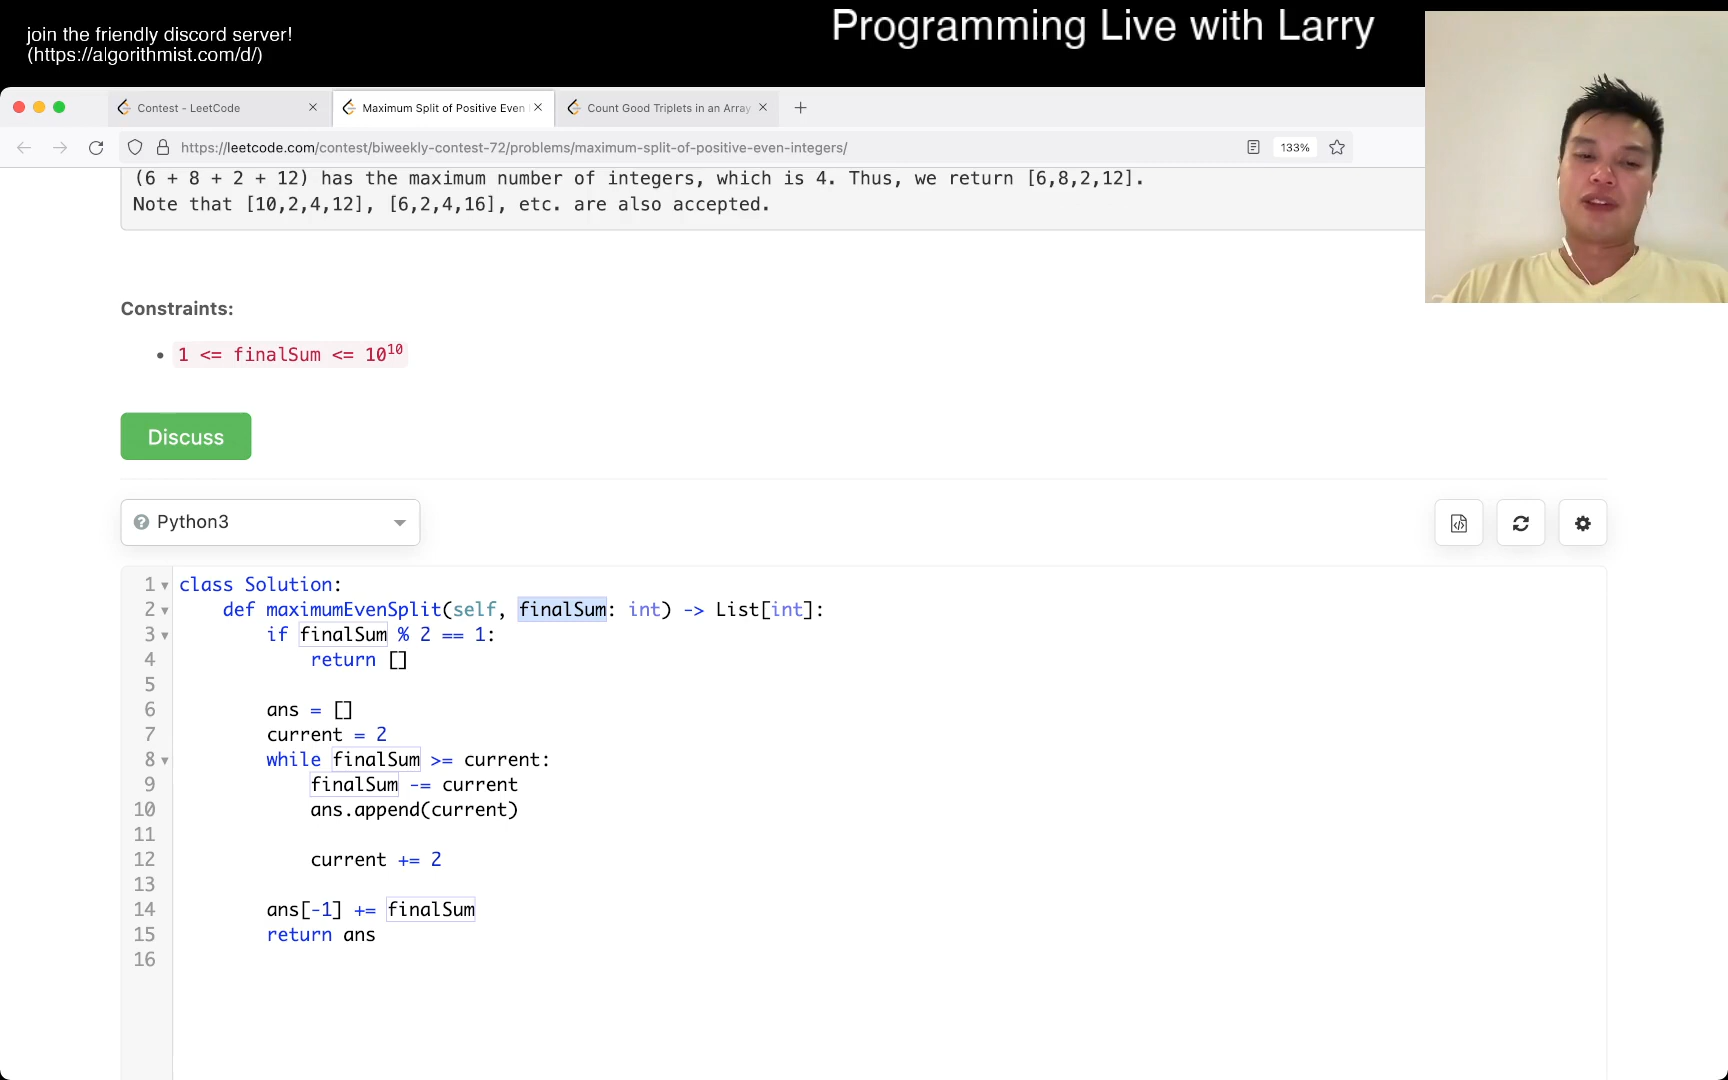 join the friendly discord server!
(https://algorithmist.com/d/)
Programming Live with Larry
Contest - LeetCode
Maximum Split of Positive Even
Count Good Triplets in an Array
https://leetcode.com/contest/biweekly-contest-72/problems/maximum-split-of-positive-even-integers/
133%
(6 + 8 + 2 + 12) has the maximum number of integers, which is 4. Thus, we return [6,8,2,12].
Note that [10,2,4,12], [6,2,4,16], etc. are also accepted.
Constraints:
• 1 <= finalSum <= 10^10
Discuss
Python3
1 class Solution:
2 def maximumEvenSplit(self, finalSum: int) -> List[int]:
3 if finalSum % 2 == 1:
4 return []
5
6 ans = []
7 current = 2
8 while finalSum >= current:
9 finalSum -= current
10 ans.append(current)
11
12 current += 2
13
14 ans[-1] += finalSum
15 return ans
16